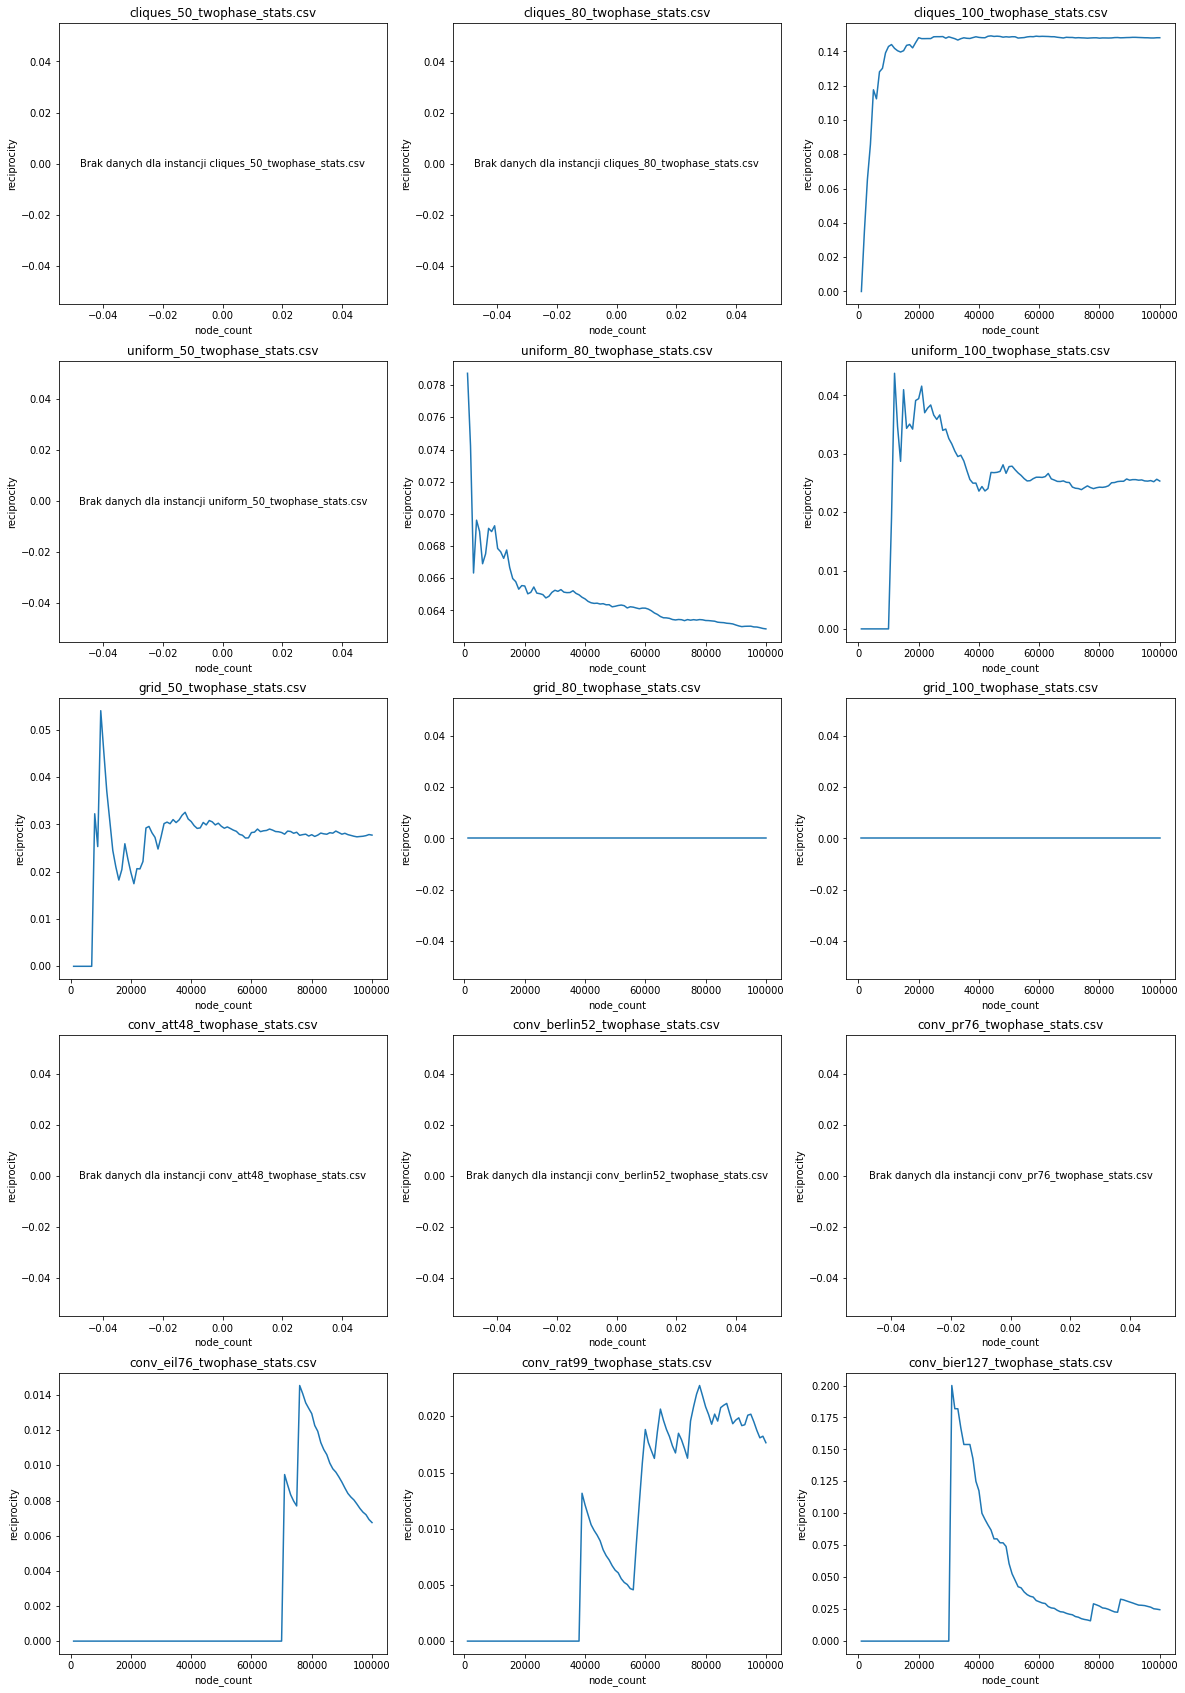 cliques_50_twophase_stats.csv
0.04
0.02
0.00
−0.02
−0.04
reciprocity
Brak danych dla instancji cliques_50_twophase_stats.csv
−0.04 −0.02 0.00 0.02 0.04
node_count
cliques_80_twophase_stats.csv
0.04
0.02
0.00
−0.02
−0.04
reciprocity
Brak danych dla instancji cliques_80_twophase_stats.csv
−0.04 −0.02 0.00 0.02 0.04
node_count
cliques_100_twophase_stats.csv
0.14
0.12
0.10
0.08
0.06
0.04
0.02
0.00
reciprocity
0 20000 40000 60000 80000 100000
node_count
uniform_50_twophase_stats.csv
0.04
0.02
0.00
−0.02
−0.04
reciprocity
Brak danych dla instancji uniform_50_twophase_stats.csv
−0.04 −0.02 0.00 0.02 0.04
node_count
uniform_80_twophase_stats.csv
0.078
0.076
0.074
0.072
0.070
0.068
0.066
0.064
reciprocity
0 20000 40000 60000 80000 100000
node_count
uniform_100_twophase_stats.csv
0.04
0.03
0.02
0.01
0.00
reciprocity
0 20000 40000 60000 80000 100000
node_count
grid_50_twophase_stats.csv
0.05
0.04
0.03
0.02
0.01
0.00
reciprocity
0 20000 40000 60000 80000 100000
node_count
grid_80_twophase_stats.csv
0.04
0.02
0.00
−0.02
−0.04
reciprocity
0 20000 40000 60000 80000 100000
node_count
grid_100_twophase_stats.csv
0.04
0.02
0.00
−0.02
−0.04
reciprocity
0 20000 40000 60000 80000 100000
node_count
conv_att48_twophase_stats.csv
0.04
0.02
0.00
−0.02
−0.04
reciprocity
Brak danych dla instancji conv_att48_twophase_stats.csv
−0.04 −0.02 0.00 0.02 0.04
node_count
conv_berlin52_twophase_stats.csv
0.04
0.02
0.00
−0.02
−0.04
reciprocity
Brak danych dla instancji conv_berlin52_twophase_stats.csv
−0.04 −0.02 0.00 0.02 0.04
node_count
conv_pr76_twophase_stats.csv
0.04
0.02
0.00
−0.02
−0.04
reciprocity
Brak danych dla instancji conv_pr76_twophase_stats.csv
−0.04 −0.02 0.00 0.02 0.04
node_count
conv_eil76_twophase_stats.csv
0.014
0.012
0.010
0.008
0.006
0.004
0.002
0.000
reciprocity
0 20000 40000 60000 80000 100000
node_count
conv_rat99_twophase_stats.csv
0.020
0.015
0.010
0.005
0.000
reciprocity
0 20000 40000 60000 80000 100000
node_count
conv_bier127_twophase_stats.csv
0.200
0.175
0.150
0.125
0.100
0.075
0.050
0.025
0.000
reciprocity
0 20000 40000 60000 80000 100000
node_count